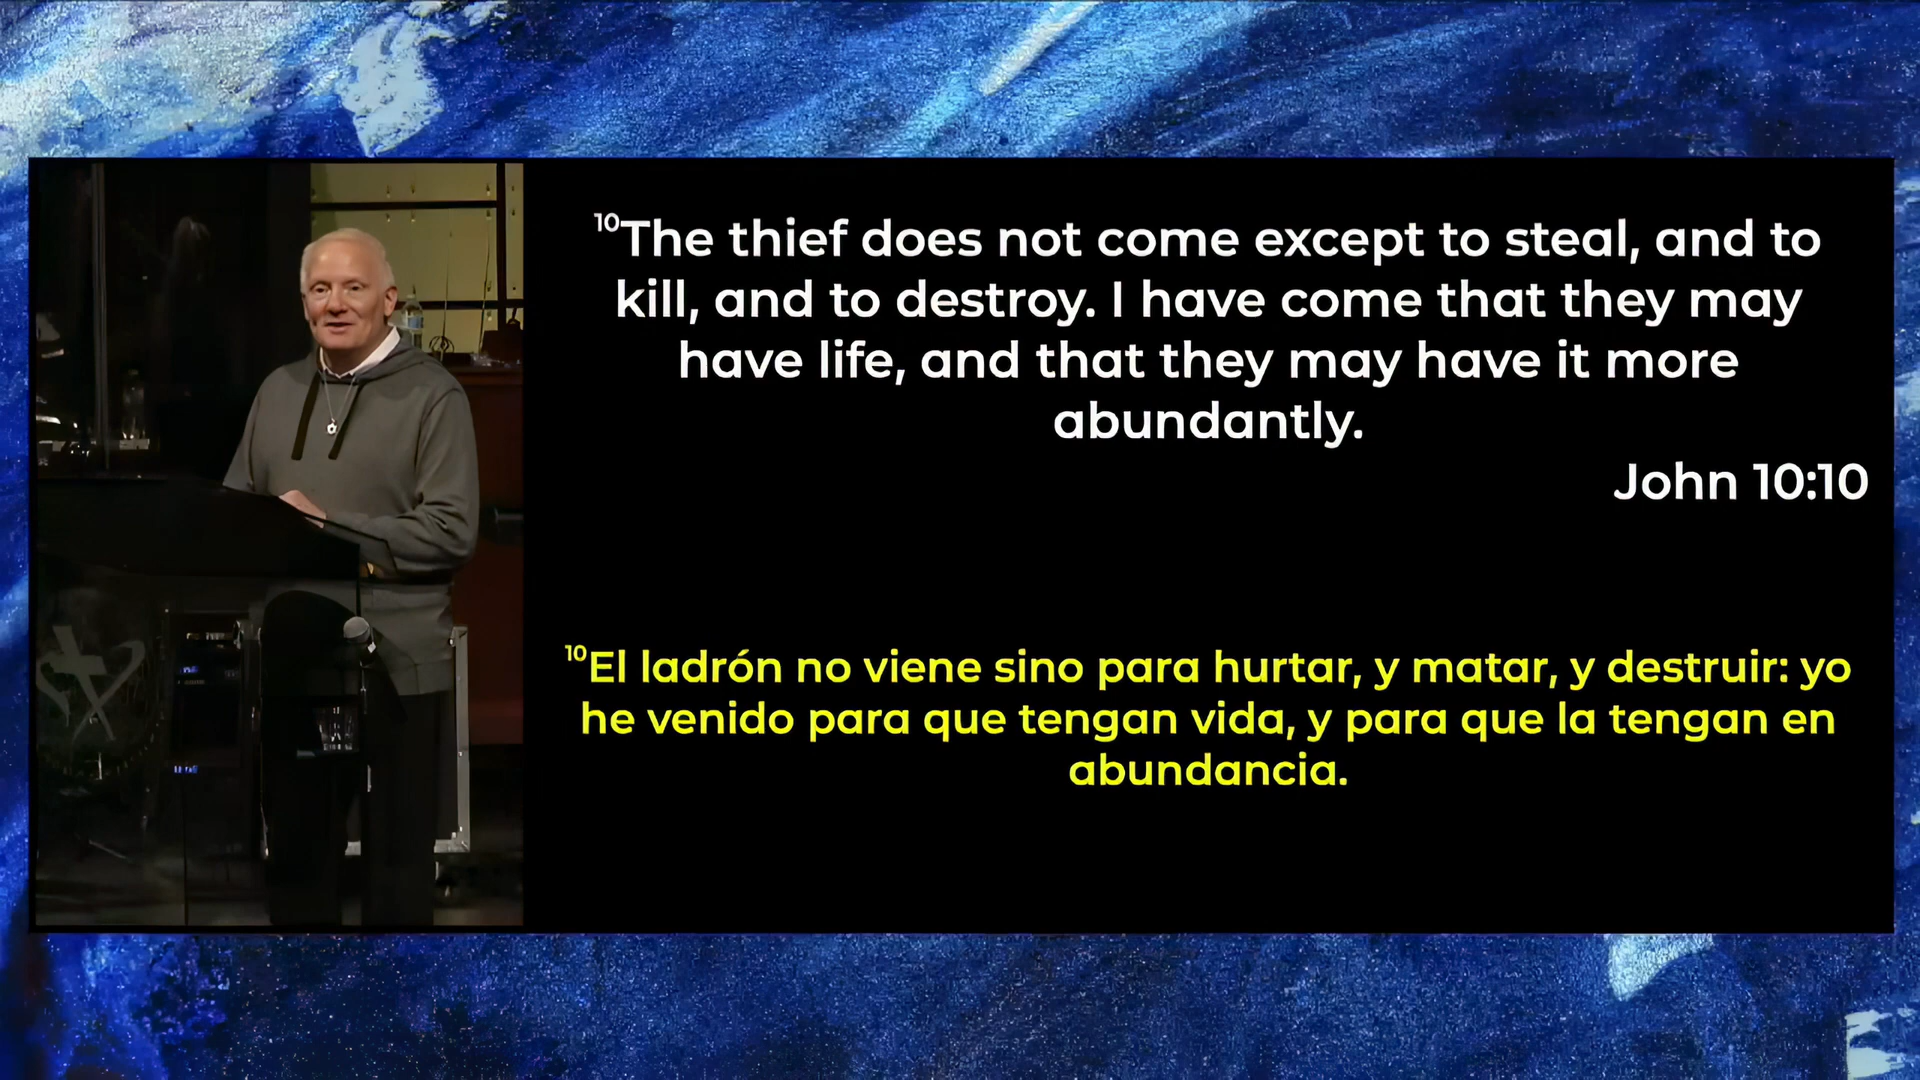 ¹⁰The thief does not come except to steal, and to
kill, and to destroy. I have come that they may
have life, and that they may have it more
abundantly.
John 10:10
¹⁰El ladrón no viene sino para hurtar, y matar, y destruir: yo
he venido para que tengan vida, y para que la tengan en
abundancia.